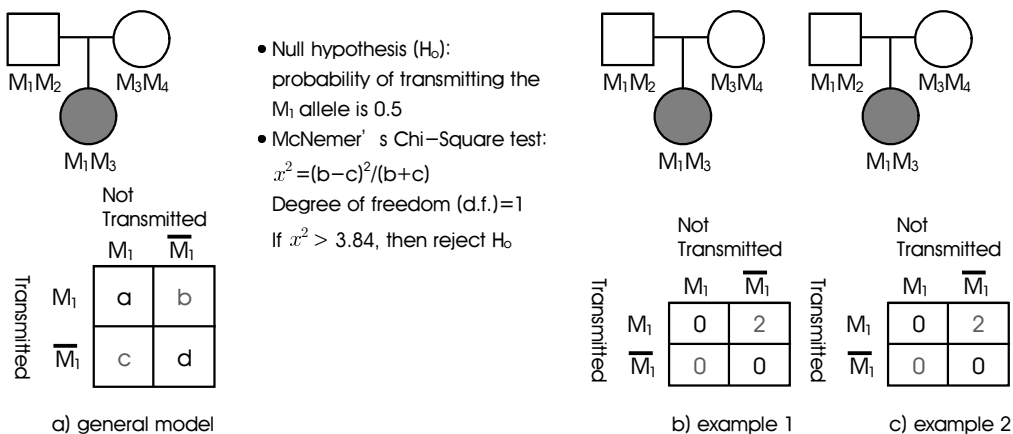 M₁M₂ M₃M₄
M₁M₃
Not
Transmitted
M₁ M̅₁
Transmitted
M₁ a b
M̅₁ c d
a) general model
• Null hypothesis (H₀):
probability of transmitting the
M₁ allele is 0.5
• McNemer’ s Chi-Square test:
x²=(b-c)²/(b+c)
Degree of freedom (d.f.)=1
If x² > 3.84, then reject H₀
M₁M₂ M₃M₄
M₁M₃
Not
Transmitted
M₁ M̅₁
Transmitted
M₁ 0 2
M̅₁ 0 0
b) example 1
M₁M₂ M₃M₄
M₁M₃
Not
Transmitted
M₁ M̅₁
Transmitted
M₁ 0 2
M̅₁ 0 0
c) example 2